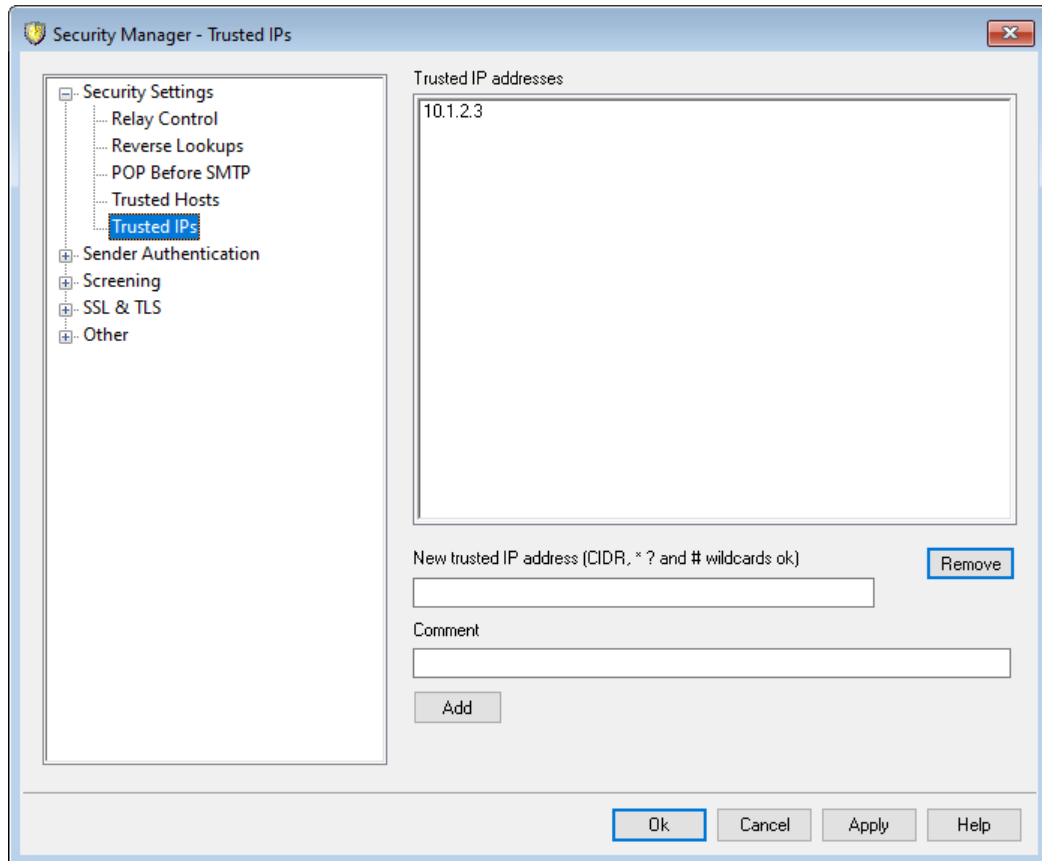 Security Manager - Trusted IPs
Security Settings
Relay Control
Reverse Lookups
POP Before SMTP
Trusted Hosts
Trusted IPs
Sender Authentication
Screening
SSL & TLS
Other
Trusted IP addresses
10.1.2.3
New trusted IP address (CIDR, * ? and # wildcards ok)
Remove
Comment
Add
Ok
Cancel
Apply
Help